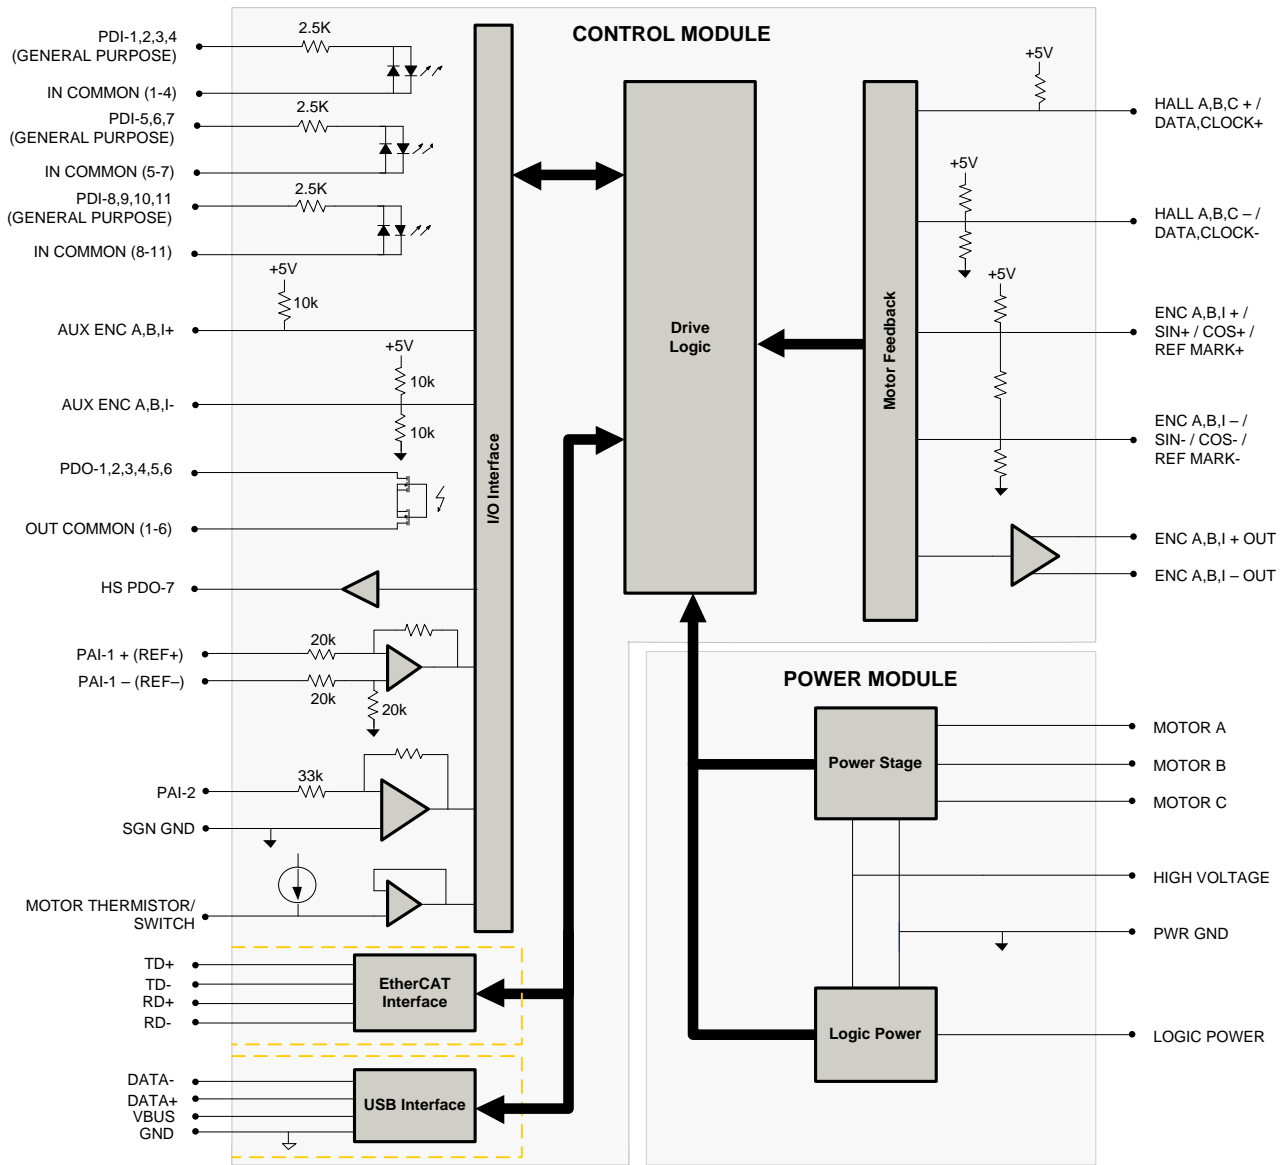 CONTROL MODULE
PDI-1,2,3,4
(GENERAL PURPOSE)
2.5K
IN COMMON (1-4)
PDI-5,6,7
(GENERAL PURPOSE)
2.5K
IN COMMON (5-7)
PDI-8,9,10,11
(GENERAL PURPOSE)
2.5K
IN COMMON (8-11)
+5V
10k
AUX ENC A,B,I+
+5V
10k
AUX ENC A,B,I-
10k
PDO-1,2,3,4,5,6
OUT COMMON (1-6)
HS PDO-7
PAI-1 + (REF+)
20k
PAI-1 – (REF–)
20k
20k
PAI-2
33k
SGN GND
MOTOR THERMISTOR/
SWITCH
I/O Interface
TD+
TD-
RD+
RD-
EtherCAT
Interface
DATA-
DATA+
VBUS
GND
USB Interface
Drive
Logic
Motor Feedback
+5V
HALL A,B,C + /
DATA,CLOCK+
+5V
HALL A,B,C – /
DATA,CLOCK-
+5V
ENC A,B,I + /
SIN+ / COS+ /
REF MARK+
ENC A,B,I – /
SIN- / COS- /
REF MARK-
ENC A,B,I + OUT
ENC A,B,I – OUT
POWER MODULE
Power Stage
MOTOR A
MOTOR B
MOTOR C
HIGH VOLTAGE
PWR GND
Logic Power
LOGIC POWER